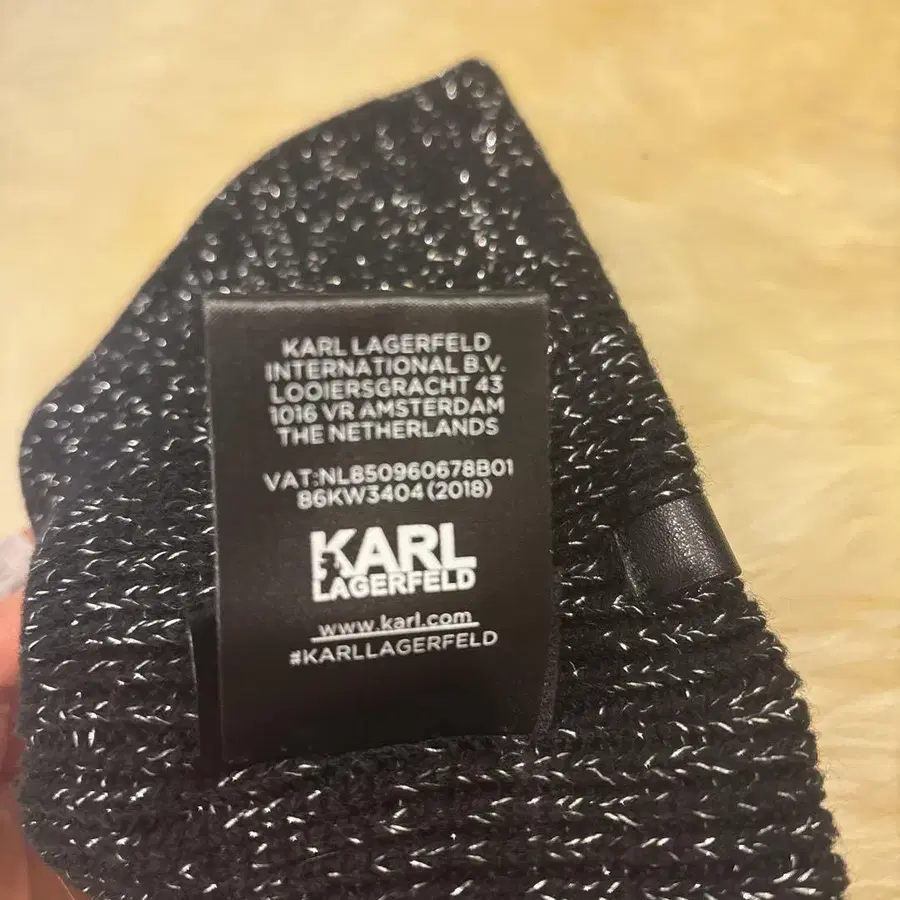 KARL LAGERFELD
INTERNATIONAL B.V.
LOOIERSGRACHT 43
1016 VR AMSTERDAM
THE NETHERLANDS
VAT:NL850960678B01
86KW3404 (2018)
KARL
LAGERFELD
www.karl.com
#KARLLAGERFELD